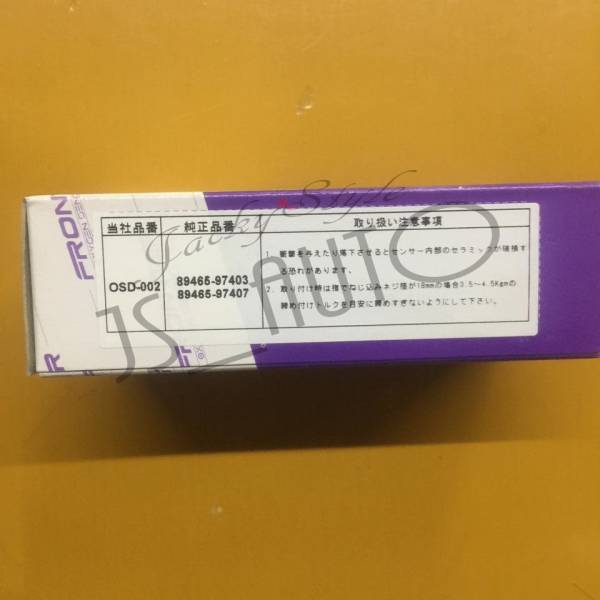 FRON
当社品番 純正品番 取り扱い注意事項
OSD-002 89465-97403
89465-97407
1. 衝撃を与えたり落下させるとセンサー内部のセラミックが破損す
る恐れがあります。
2. 取り付け時は指でねじ込みネジ径が18mmの場合3.5～4.5Kgmの
締め付けトルクを目安に締めすぎないようにして下さい。
Jacky Style
JS_AUTO